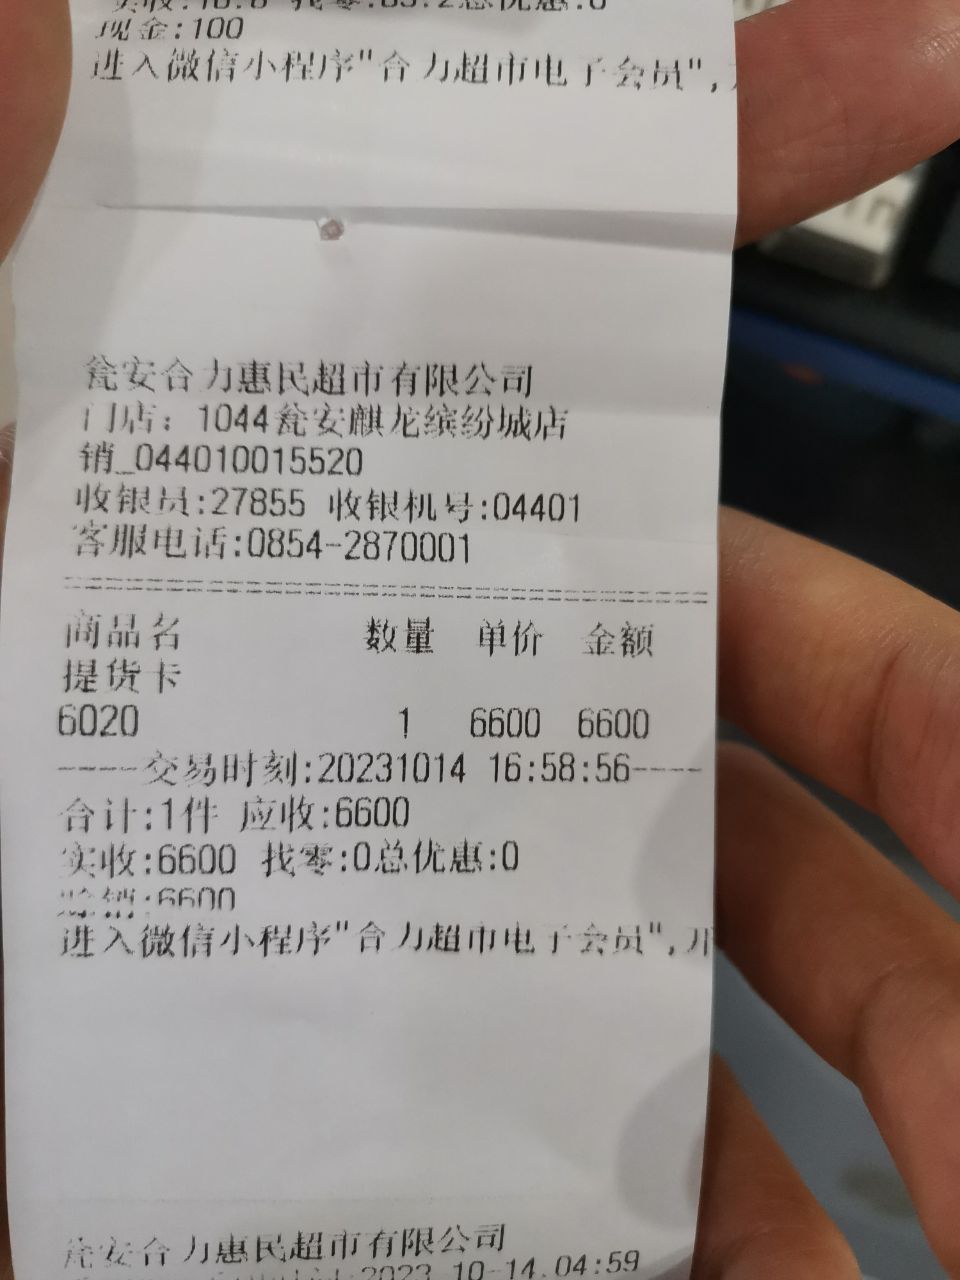 现金:100
进入微信小程序"合力超市电子会员",
瓮安合力惠民超市有限公司
门店：1044瓮安麒龙缤纷城店
销_044010015520
收银员:27855 收银机号:04401
客服电话:0854-2870001
商品名 数量 单价 金额
提货卡
6020 1 6600 6600
----交易时刻:20231014 16:58:56----
合计:1件 应收:6600
实收:6600 找零:0总优惠:0
:6600
进入微信小程序"合力超市电子会员",开
瓮安合力惠民超市有限公司
2023-10-14 04:59